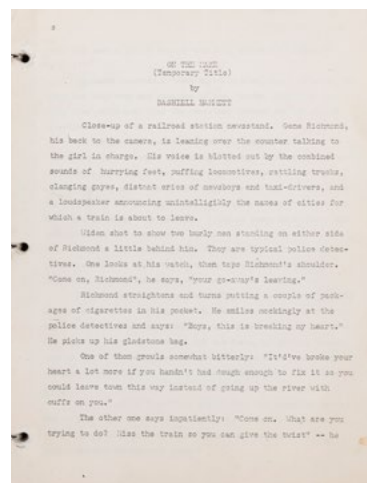 ON THE MAKE
(Temporary Title)
by
DASHIELL HAMMETT
Close-up of a railroad station newsstand. Gene Richmond,
his back to the camera, is leaning over the counter talking to
the girl in charge. His voice is blotted out by the combined
sounds of hurrying feet, puffing locomotives, rattling trucks,
clanging gates, distant cries of newsboys and taxi-drivers, and
a loudspeaker announcing unintelligibly the names of cities for
which a train is about to leave.
Widen shot to show two burly men standing on either side
of Richmond a little behind him. They are typical police detec-
tives. One looks at his watch, then taps Richmond's shoulder.
"Come on, Richmond", he says, "your go-away's leaving."
Richmond straightens and turns putting a couple of pack-
ages of cigarettes in his pocket. He smiles mockingly at the
police detectives and says: "Boys, this is breaking my heart."
He picks up his gladstone bag.
One of them growls somewhat bitterly: "It'd've broke your
heart a lot more if you hadn't had dough enough to fix it so you
could leave town this way instead of going up the river with
cuffs on you."
The other one says impatiently: "Come on. What are you
trying to do? Miss the train so you can give the twist" -- he